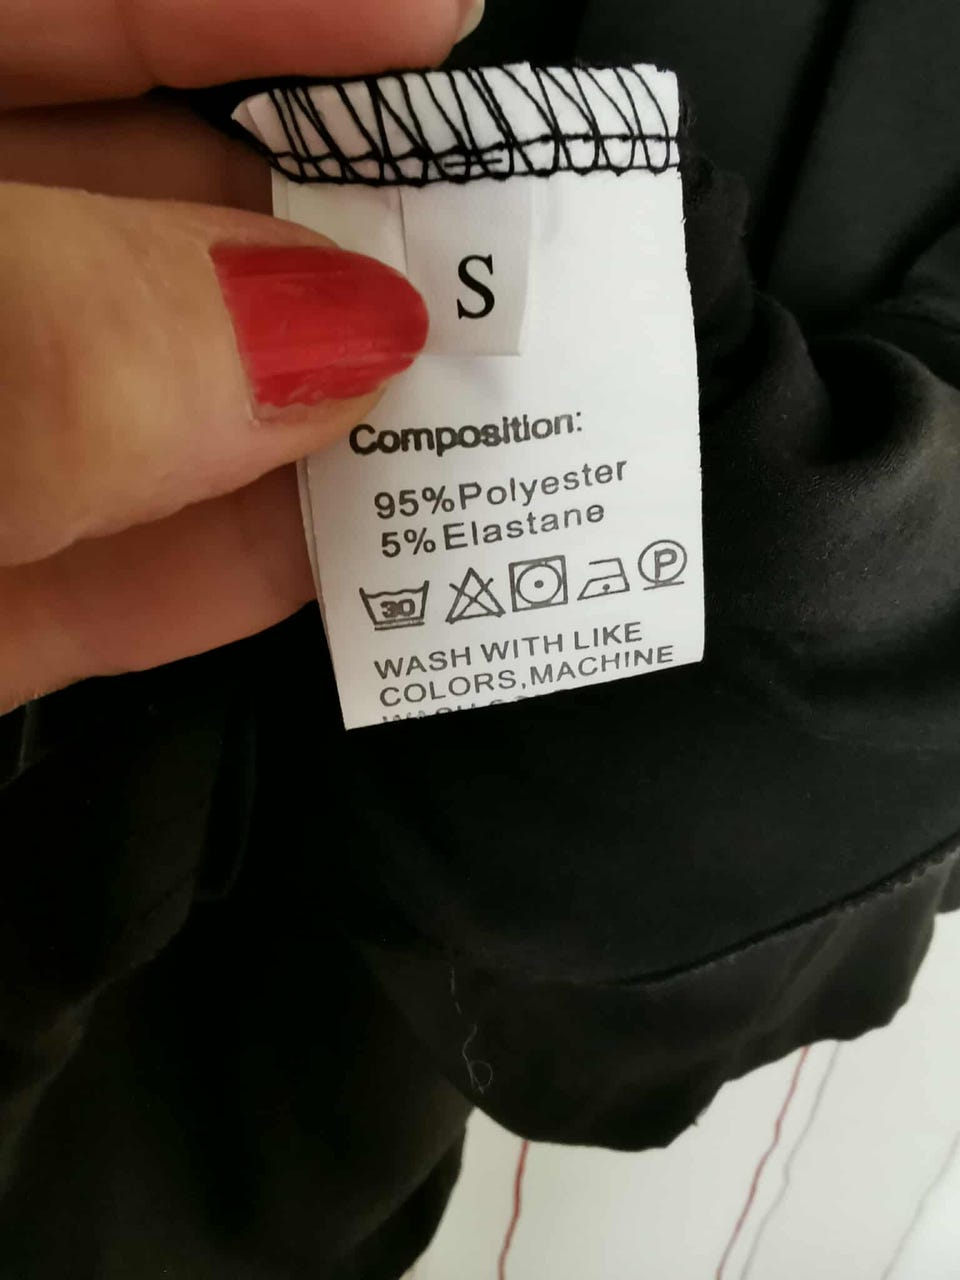 S
Composition:
95%Polyester
5%Elastane
30 P
WASH WITH LIKE
COLORS,MACHINE